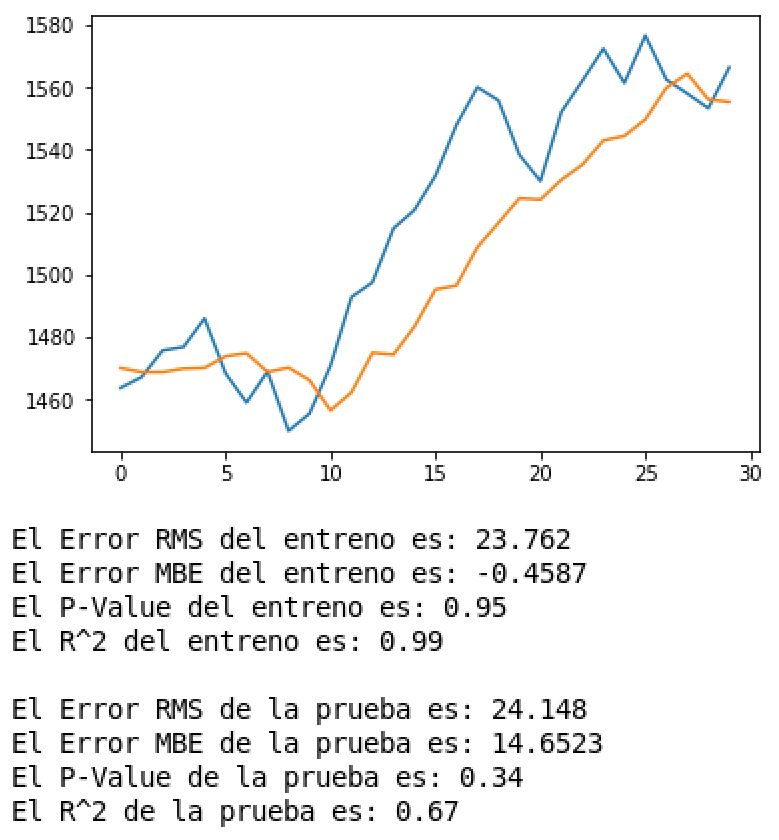 1580
1560
1540
1520
1500
1480
1460
0 5 10 15 20 25 30
El Error RMS del entreno es: 23.762
El Error MBE del entreno es: -0.4587
El P-Value del entreno es: 0.95
El R^2 del entreno es: 0.99
El Error RMS de la prueba es: 24.148
El Error MBE de la prueba es: 14.6523
El P-Value de la prueba es: 0.34
El R^2 de la prueba es: 0.67